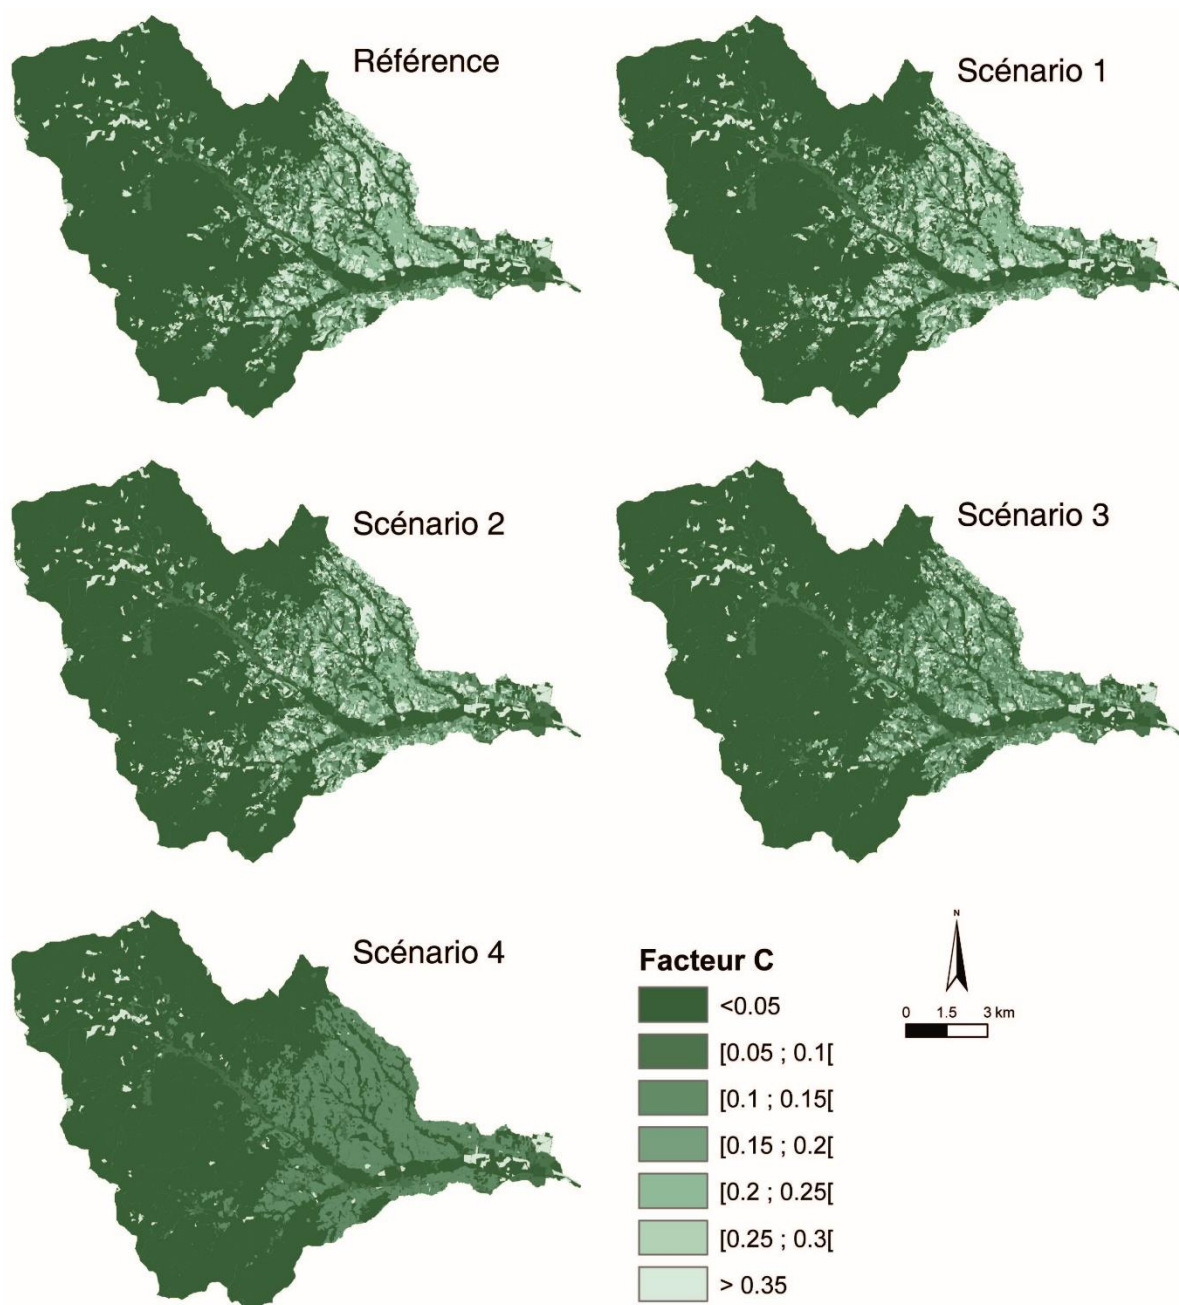 Référence
Scénario 1
Scénario 2
Scénario 3
Scénario 4
Facteur C
<0.05
[0.05 ; 0.1[
[0.1 ; 0.15[
[0.15 ; 0.2[
[0.2 ; 0.25[
[0.25 ; 0.3[
> 0.35
N
0 1.5 3 km